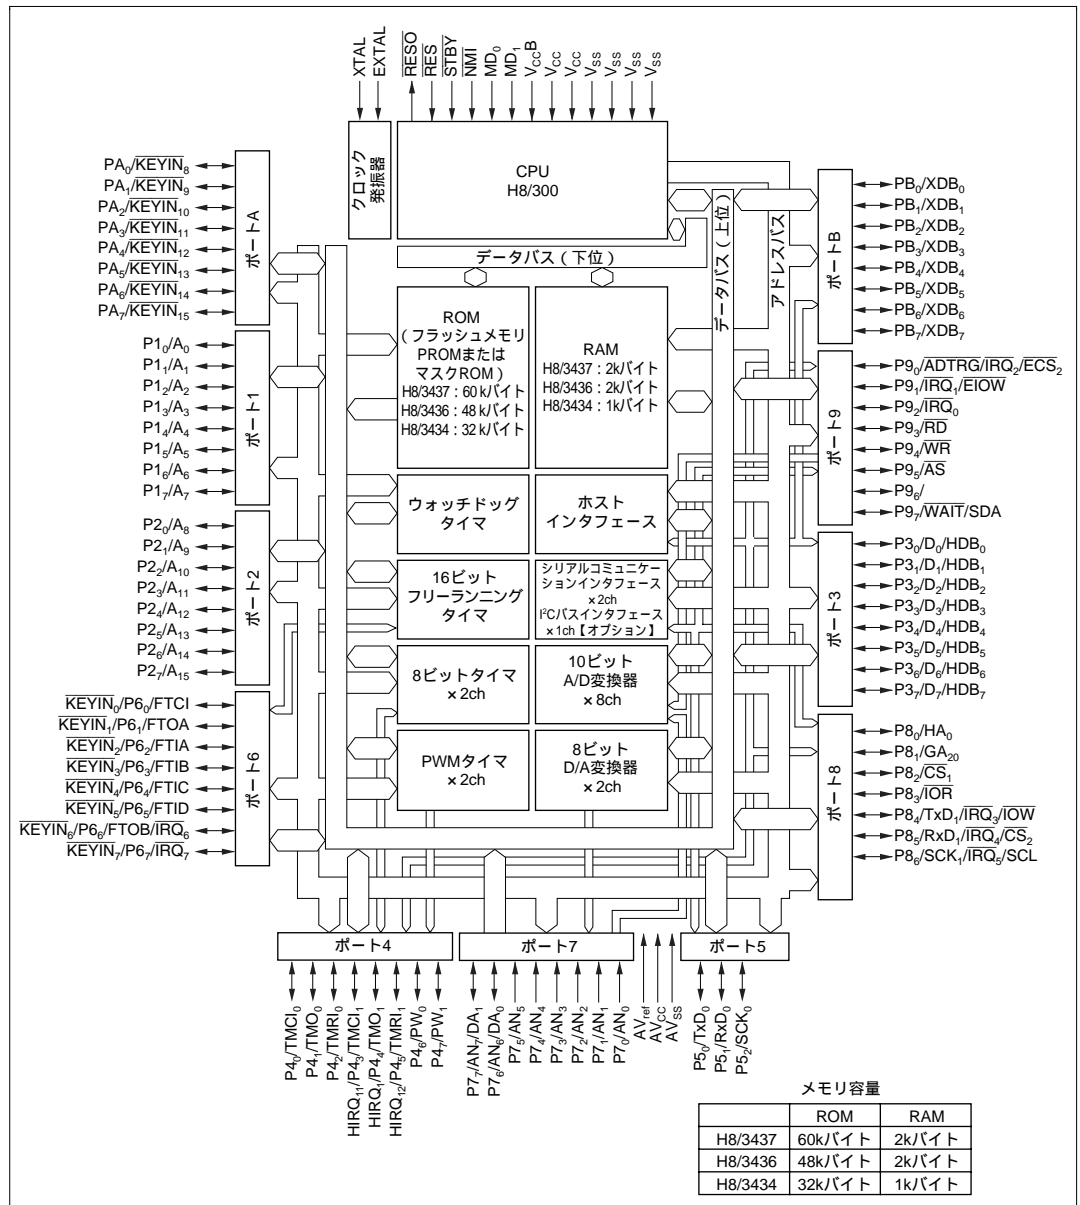 XTAL
EXTAL
RESO
RES
STBY
NMI
MD0
MD1
VCCB
VCC
VCC
VSS
VSS
VSS
VSS
クロック
発振器
CPU
H8/300
データバス（下位）
データバス（上位）
アドレスバス
PA0/KEYIN8
PA1/KEYIN9
PA2/KEYIN10
PA3/KEYIN11
PA4/KEYIN12
PA5/KEYIN13
PA6/KEYIN14
PA7/KEYIN15
ポートA
P10/A0
P11/A1
P12/A2
P13/A3
P14/A4
P15/A5
P16/A6
P17/A7
ポート1
P20/A8
P21/A9
P22/A10
P23/A11
P24/A12
P25/A13
P26/A14
P27/A15
ポート2
KEYIN0/P60/FTCI
KEYIN1/P61/FTOA
KEYIN2/P62/FTIA
KEYIN3/P63/FTIB
KEYIN4/P64/FTIC
KEYIN5/P65/FTID
KEYIN6/P66/FTOB/IRQ6
KEYIN7/P67/IRQ7
ポート6
ROM
（フラッシュメモリ
PROMまたは
マスクROM）
H8/3437：60kバイト
H8/3436：48kバイト
H8/3434：32kバイト
RAM
H8/3437：2kバイト
H8/3436：2kバイト
H8/3434：1kバイト
ウォッチドッグ
タイマ
ホスト
インタフェース
16ビット
フリーランニング
タイマ
シリアルコミュニケー
ションインタフェース
×2ch
I²Cバスインタフェース
×1ch【オプション】
8ビットタイマ
×2ch
10ビット
A/D変換器
×8ch
PWMタイマ
×2ch
8ビット
D/A変換器
×2ch
ポートB
PB0/XDB0
PB1/XDB1
PB2/XDB2
PB3/XDB3
PB4/XDB4
PB5/XDB5
PB6/XDB6
PB7/XDB7
ポート9
P90/ADTRG/IRQ2/ECS2
P91/IRQ1/EIOW
P92/IRQ0
P93/RD
P94/WR
P95/AS
P96/
P97/WAIT/SDA
ポート3
P30/D0/HDB0
P31/D1/HDB1
P32/D2/HDB2
P33/D3/HDB3
P34/D4/HDB4
P35/D5/HDB5
P36/D6/HDB6
P37/D7/HDB7
ポート8
P80/HA0
P81/GA20
P82/CS1
P83/IOR
P84/TxD1/IRQ3/IOW
P85/RxD1/IRQ4/CS2
P86/SCK1/IRQ5/SCL
ポート4
P40/TMCI0
P41/TMO0
P42/TMRI0
HIRQ11/P43/TMCI1
HIRQ1/P44/TMO1
HIRQ12/P45/TMRI1
P46/PW0
P47/PW1
ポート7
P77/AN7/DA1
P76/AN6/DA0
P75/AN5
P74/AN4
P73/AN3
P72/AN2
P71/AN1
P70/AN0
AVref
AVCC
AVSS
ポート5
P50/TxD0
P51/RxD0
P52/SCK0
メモリ容量
ROM RAM
H8/3437 60kバイト 2kバイト
H8/3436 48kバイト 2kバイト
H8/3434 32kバイト 1kバイト